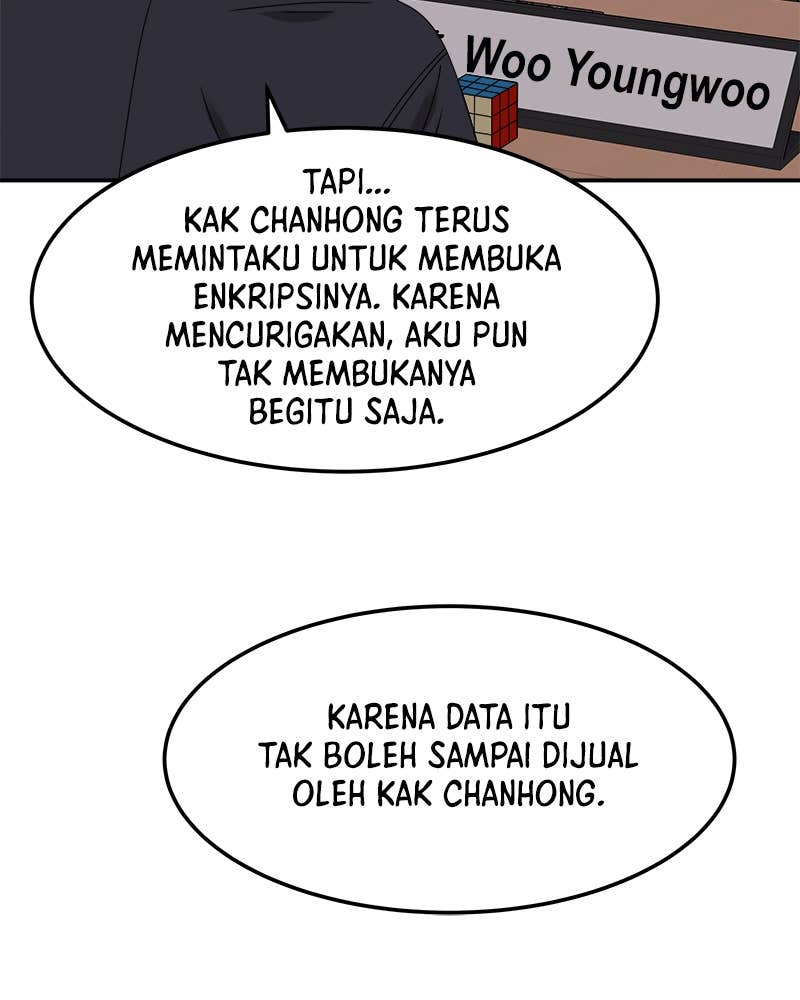 Woo Youngwoo
TAPI...
KAK CHANHONG TERUS
MEMINTAKU UNTUK MEMBUKA
ENKRIPSINYA. KARENA
MENCURIGAKAN, AKU PUN
TAK MEMBUKANYA
BEGITU SAJA.
KARENA DATA ITU
TAK BOLEH SAMPAI DIJUAL
OLEH KAK CHANHONG.